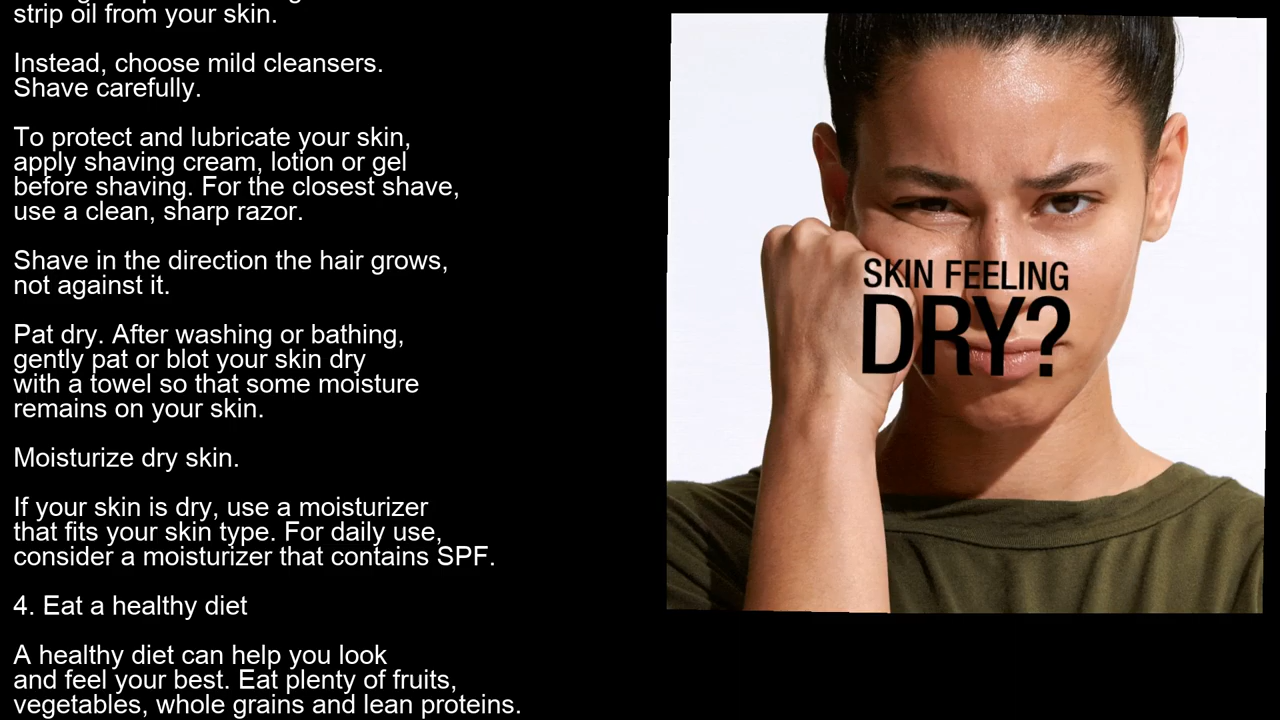 strip oil from your skin.
Instead, choose mild cleansers.
Shave carefully.
To protect and lubricate your skin,
apply shaving cream, lotion or gel
before shaving. For the closest shave,
use a clean, sharp razor.
Shave in the direction the hair grows,
not against it.
Pat dry. After washing or bathing,
gently pat or blot your skin dry
with a towel so that some moisture
remains on your skin.
Moisturize dry skin.
If your skin is dry, use a moisturizer
that fits your skin type. For daily use,
consider a moisturizer that contains SPF.
4. Eat a healthy diet
A healthy diet can help you look
and feel your best. Eat plenty of fruits,
vegetables, whole grains and lean proteins.
SKIN FEELING
DRY?